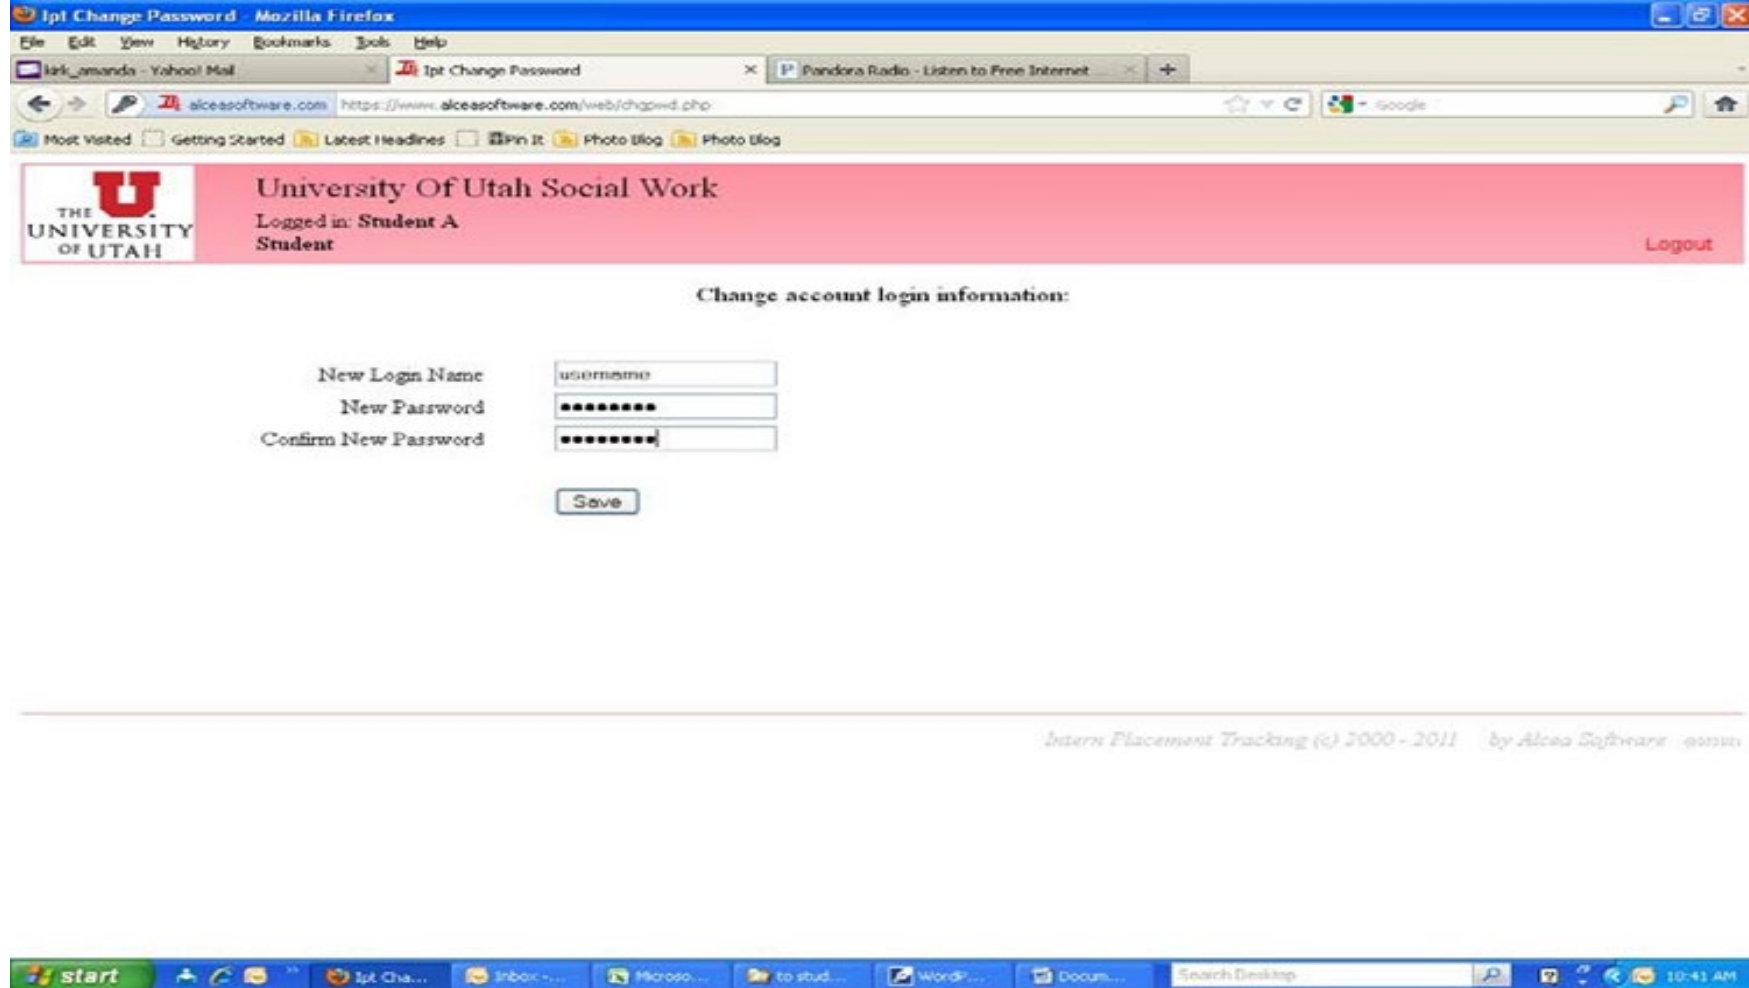 Ipt Change Password - Mozilla Firefox
File Edit View History Bookmarks Tools Help
kirk_amanda - Yahoo! Mail Ipt Change Password Pandora Radio - Listen to Free Internet ...
alceasoftware.com https://www.alceasoftware.com/web/chgpwd.php Google
Most Visited Getting Started Latest Headlines Pin It Photo Blog Photo Blog
THE UNIVERSITY OF UTAH
University Of Utah Social Work
Logged in: Student A
Student
Logout
Change account login information:
New Login Name username
New Password
Confirm New Password
Save
Intern Placement Tracking (c) 2000 - 2011 by Alcea Software
start Ipt Cha... Inbox -... Microso... to stud... WordP... Docum... Search Desktop 10:41 AM